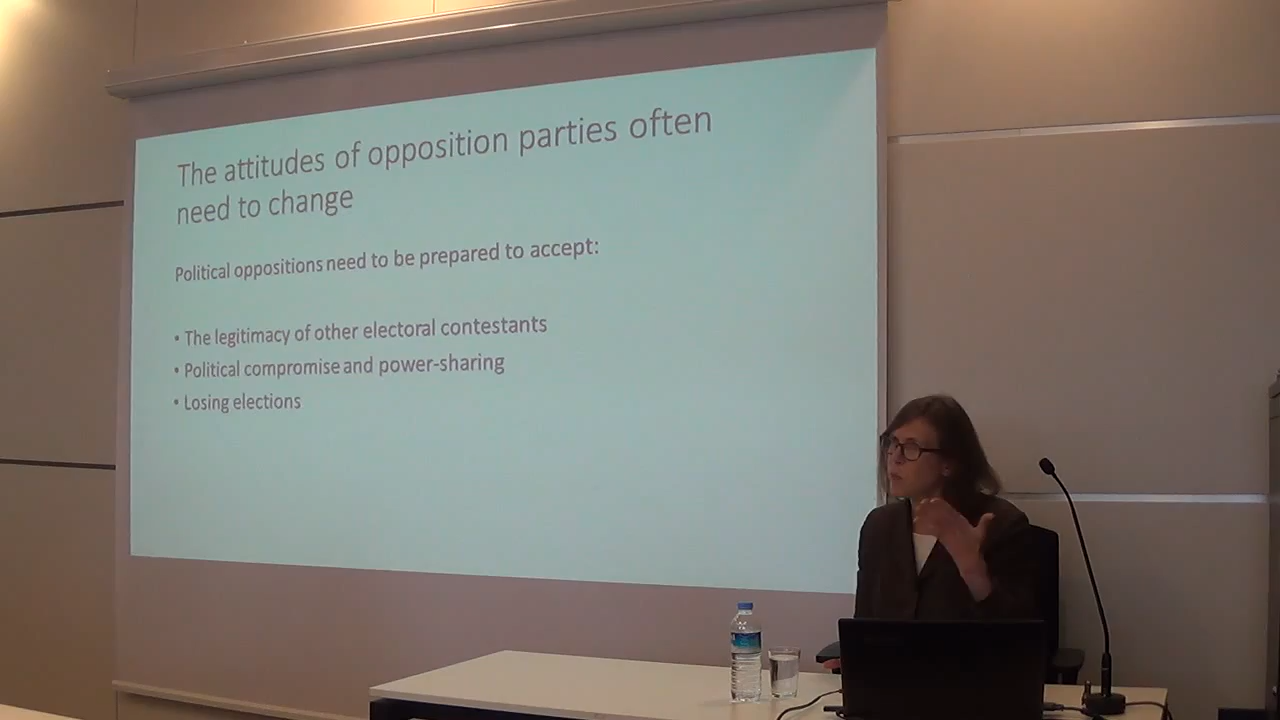 The attitudes of opposition parties often
need to change
Political oppositions need to be prepared to accept:
• The legitimacy of other electoral contestants
• Political compromise and power-sharing
• Losing elections